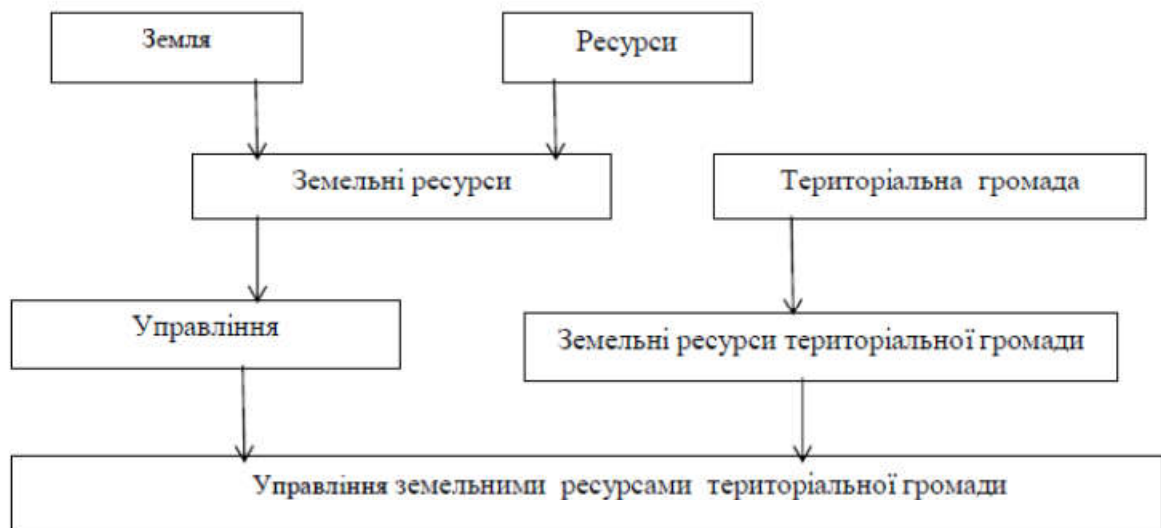 Земля
Ресурси
Земельні ресурси
Територіальна громада
Управління
Земельні ресурси територіальної громади
Управління земельними ресурсами територіальної громади